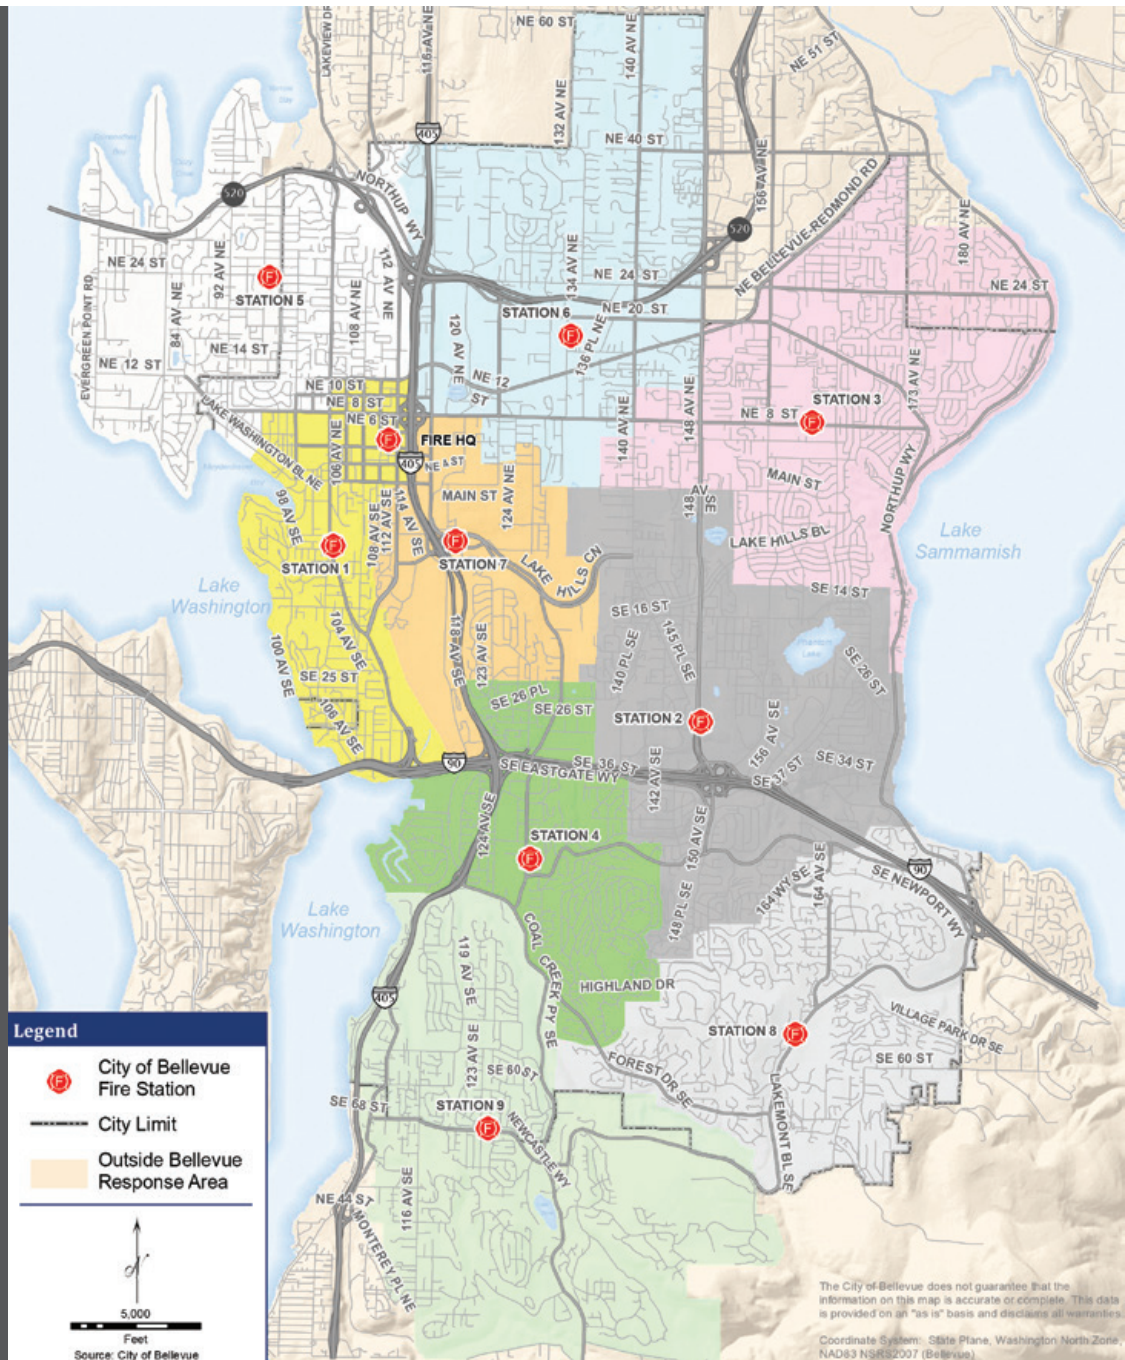 NE 60 ST
LAKEVIEW DR
116 AV NE
140 AV NE
NE 51 ST
132 AV NE
405
NE 40 ST
156 AV NE
NORTHUP WY
520
520
NE BELLEVUE-REDMOND RD
180 AV NE
NE 24 ST
92 AV NE
112 AV NE
134 AV NE
NE 24 ST
NE 24 ST
STATION 5
EVERGREEN POINT RD
84 AV NE
108 AV NE
STATION 6
NE 20 ST
120 AV NE
136 PL NE
NE 14 ST
NE 12 ST
NE 12 ST
NE 10 ST
NE 8 ST
148 AV NE
173 AV NE
STATION 3
NE 8 ST
LAKE WASHINGTON BL NE
NE 6 ST
FIRE HQ
106 AV NE
140 AV NE
405
NE 4 ST
MAIN ST
124 AV NE
MAIN ST
NORTHUP WY
98 AV SE
108 AV SE
112 AV SE
114 AV SE
148 AV SE
LAKE HILLS BL
Lake Sammamish
STATION 1
STATION 7
LAKE HILLS CN
Lake Washington
SE 14 ST
SE 16 ST
104 AV SE
118 AV SE
123 AV SE
140 PL SE
145 PL SE
Phantom Lake
SE 26 ST
100 AV SE
SE 25 ST
SE 26 PL
SE 26 ST
106 AV SE
STATION 2
156 AV SE
90
SE 36 ST
SE EASTGATE WY
142 AV SE
SE 37 ST
SE 34 ST
124 AV SE
STATION 4
150 AV SE
164 WY SE
164 AV SE
90
SE NEWPORT WY
Lake Washington
148 PL SE
COAL CREEK PY SE
119 AV SE
HIGHLAND DR
405
STATION 8
VILLAGE PARK DR SE
123 AV SE
SE 60 ST
FOREST DR SE
SE 60 ST
LAKEMONT BL SE
SE 68 ST
STATION 9
NEWCASTLE WY
NE 44 ST
116 AV SE
MONTEREY PL NE
Legend
F
City of Bellevue
Fire Station
City Limit
Outside Bellevue
Response Area
N
5,000
Feet
Source: City of Bellevue
The City of Bellevue does not guarantee that the
information on this map is accurate or complete. This data
is provided on an "as is" basis and disclaims all warranties.
Coordinate System: State Plane, Washington North Zone,
NAD83 NSRS2007 (Bellevue)